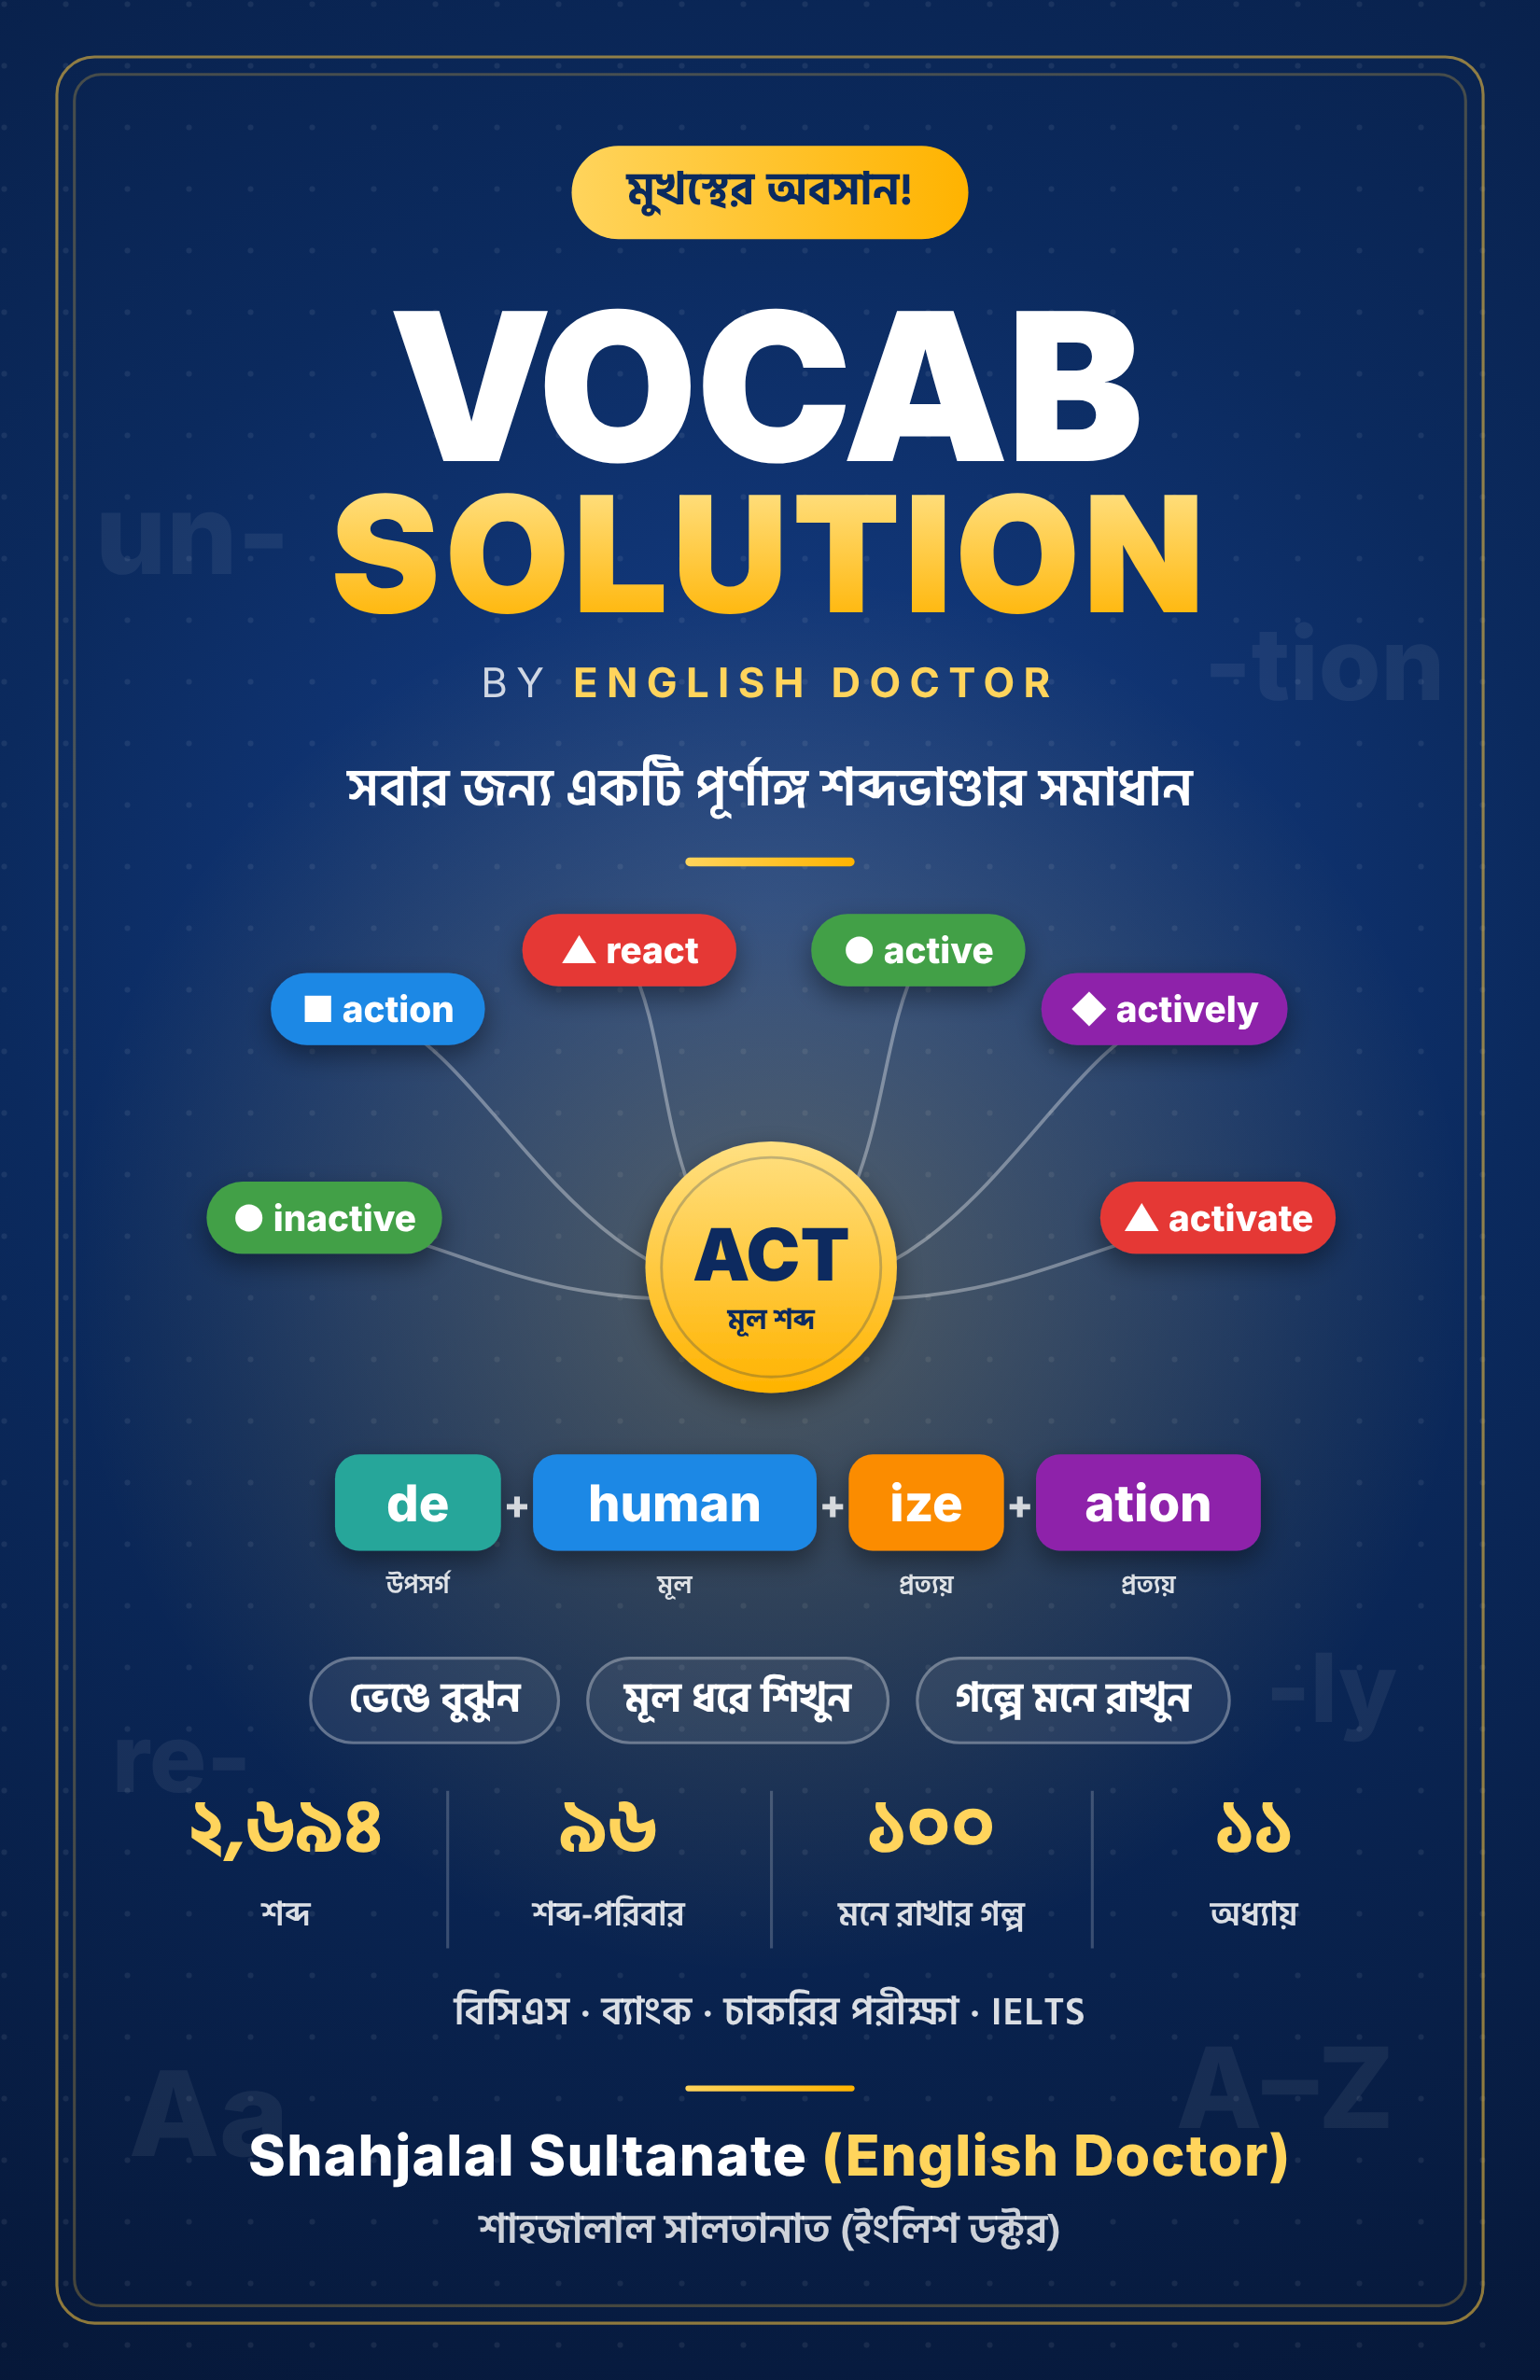 মুখস্থের অবসান!
VOCAB
un-
SOLUTION
-tion
BY ENGLISH DOCTOR
সবার জন্য একটি পূর্ণাঙ্গ শব্দভাণ্ডার সমাধান
▲ react ● active
■ action ◆ actively
● inactive ▲ activate
ACT
মূল শব্দ
de + human + ize + ation
উপসর্গ মূল প্রত্যয় প্রত্যয়
ভেঙে বুঝুন মূল ধরে শিখুন গল্পে মনে রাখুন
-ly
re-
২,৬৯৪ ৯৬ ১০০ ১১
শব্দ শব্দ-পরিবার মনে রাখার গল্প অধ্যায়
বিসিএস · ব্যাংক · চাকরির পরীক্ষা · IELTS
Aa A–Z
Shahjalal Sultanate (English Doctor)
শাহজালাল সালতানাত (ইংলিশ ডক্টর)